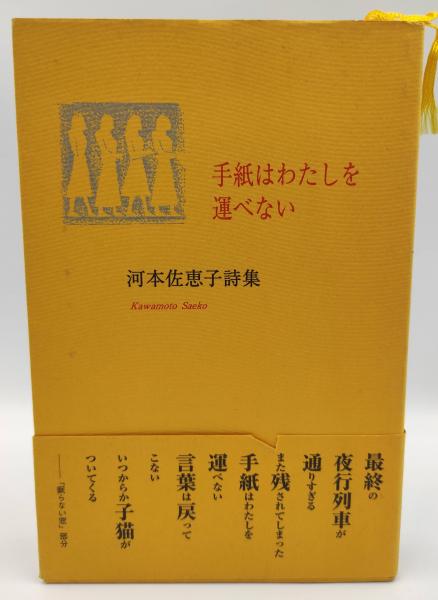 手紙はわたしを
運べない
河本佐恵子詩集
Kawamoto Saeko
最終の
夜行列車が
通りすぎる
また残されてしまった
手紙はわたしを
運べない
言葉は戻って
こない
いつからか子猫が
ついてくる
──「眠らない窓」部分